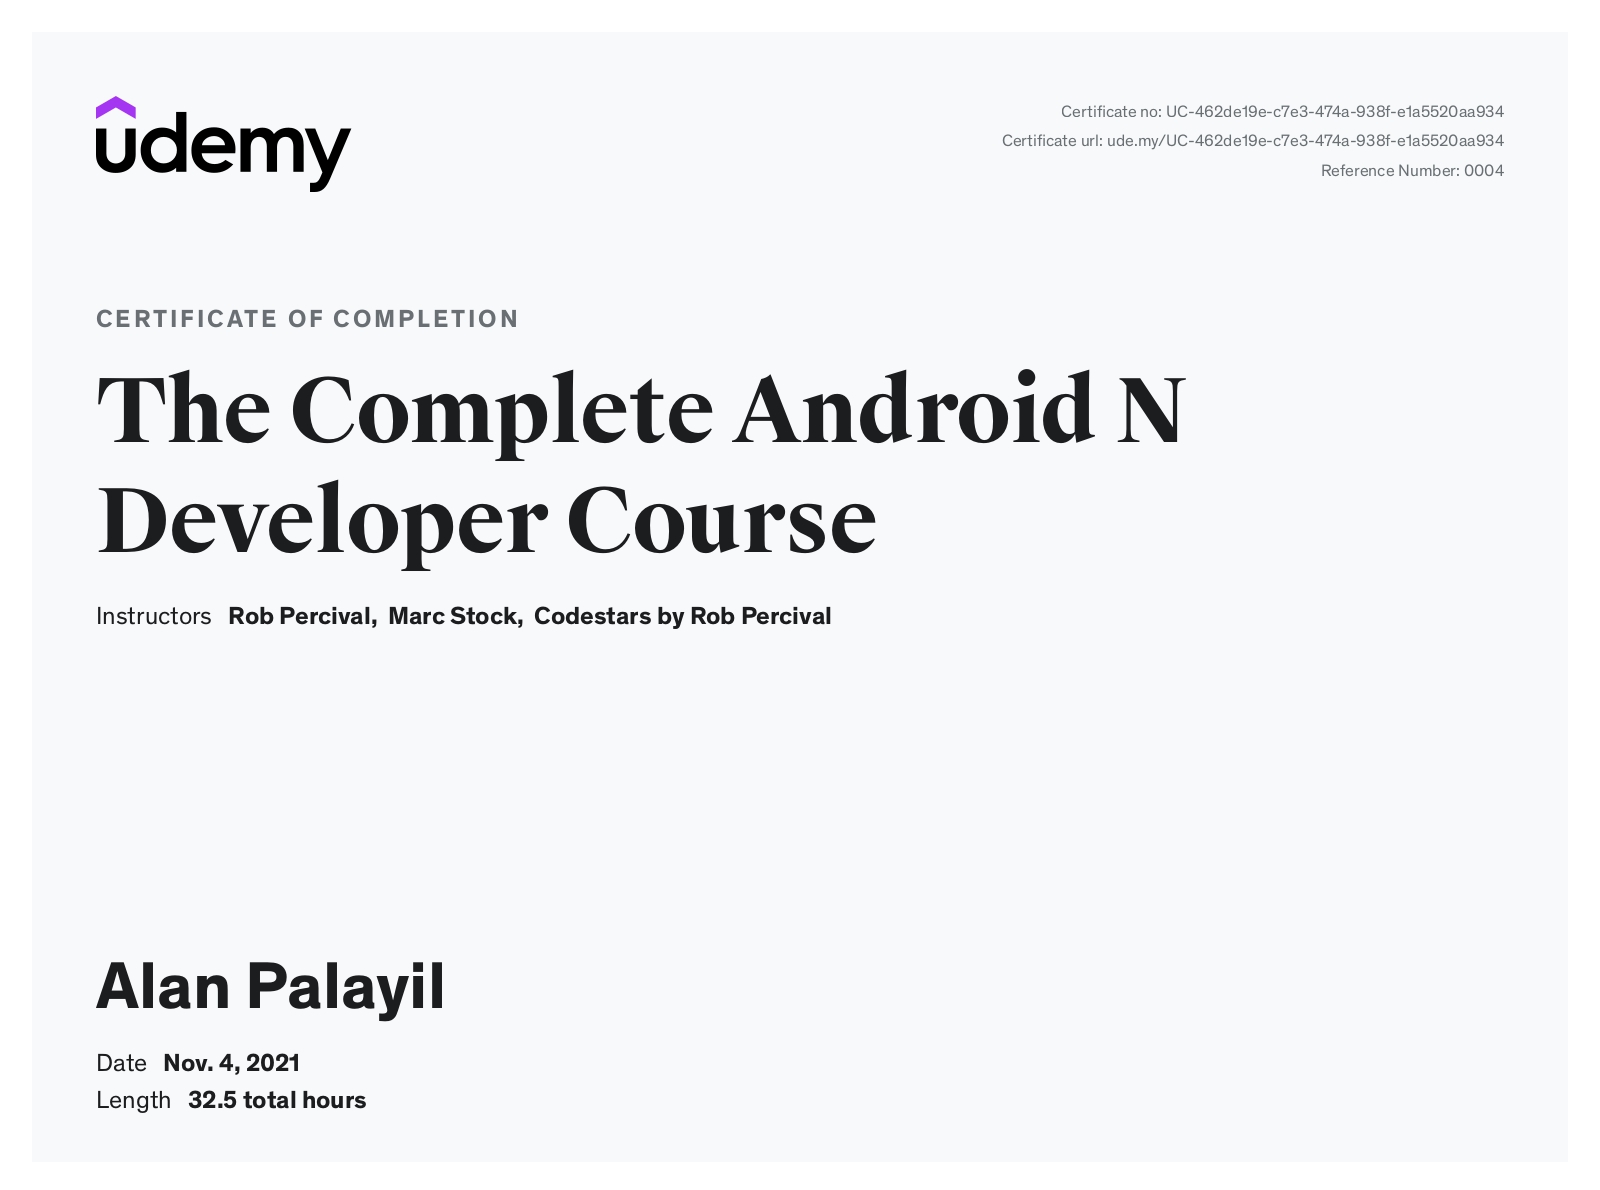 udemy
Certificate no: UC-462de19e-c7e3-474a-938f-e1a5520aa934
Certificate url: ude.my/UC-462de19e-c7e3-474a-938f-e1a5520aa934
Reference Number: 0004
CERTIFICATE OF COMPLETION
The Complete Android N
Developer Course
Instructors Rob Percival, Marc Stock, Codestars by Rob Percival
Alan Palayil
Date Nov. 4, 2021
Length 32.5 total hours